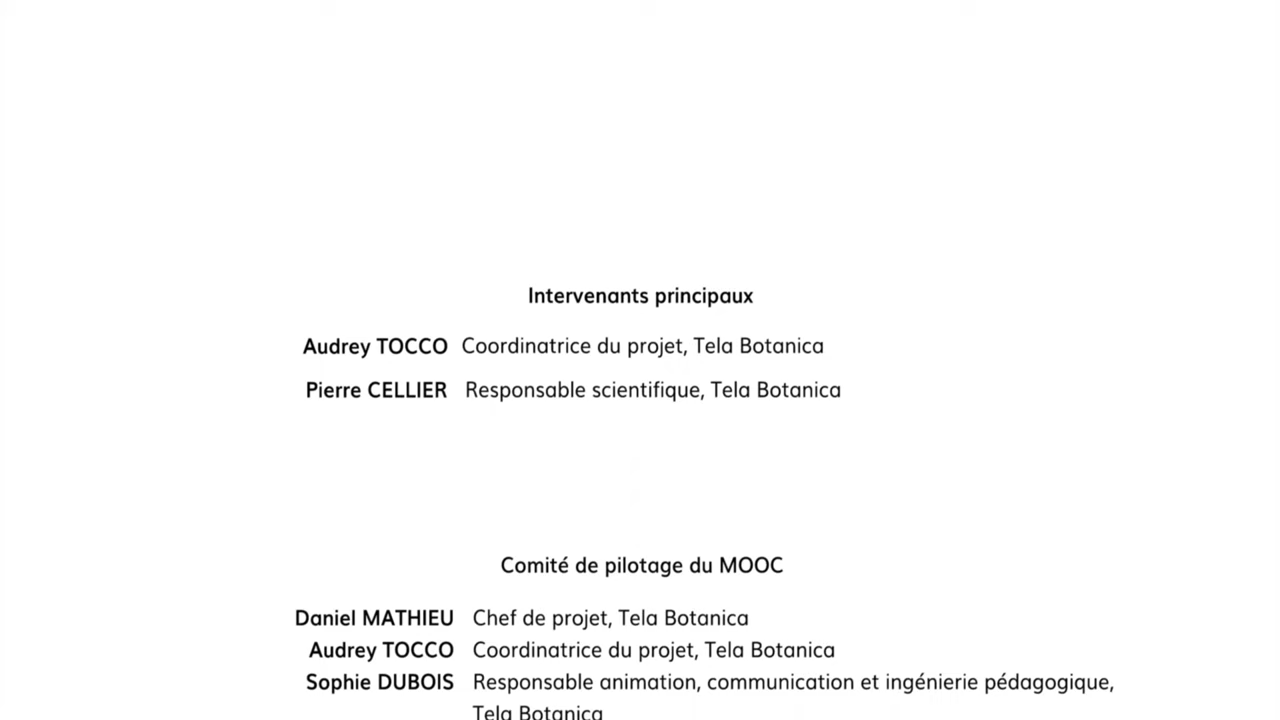 Intervenants principaux
Audrey TOCCO Coordinatrice du projet, Tela Botanica
Pierre CELLIER Responsable scientifique, Tela Botanica
Comité de pilotage du MOOC
Daniel MATHIEU Chef de projet, Tela Botanica
Audrey TOCCO Coordinatrice du projet, Tela Botanica
Sophie DUBOIS Responsable animation, communication et ingénierie pédagogique,
Tela Botanica